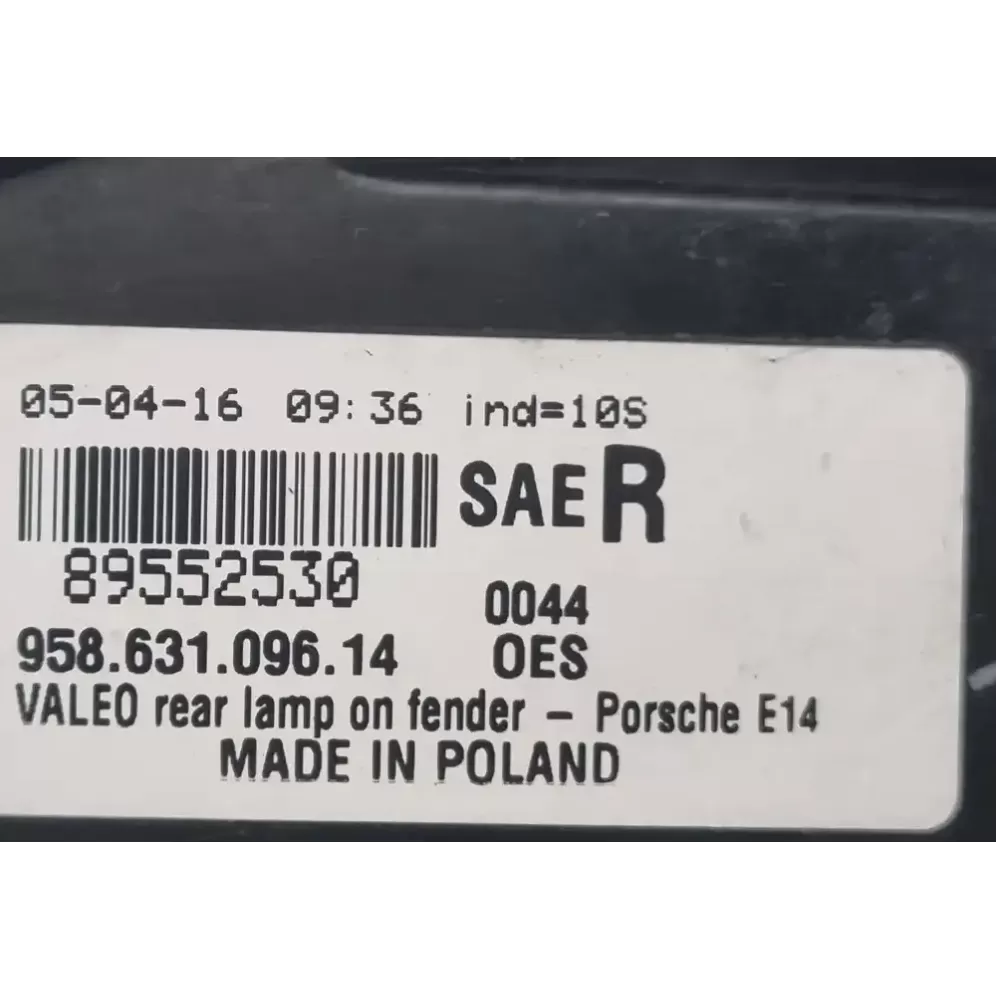 05-04-16 09:36 ind=10S
SAE R
89552530
0044
958.631.096.14 OES
VALEO rear lamp on fender - Porsche E14
MADE IN POLAND